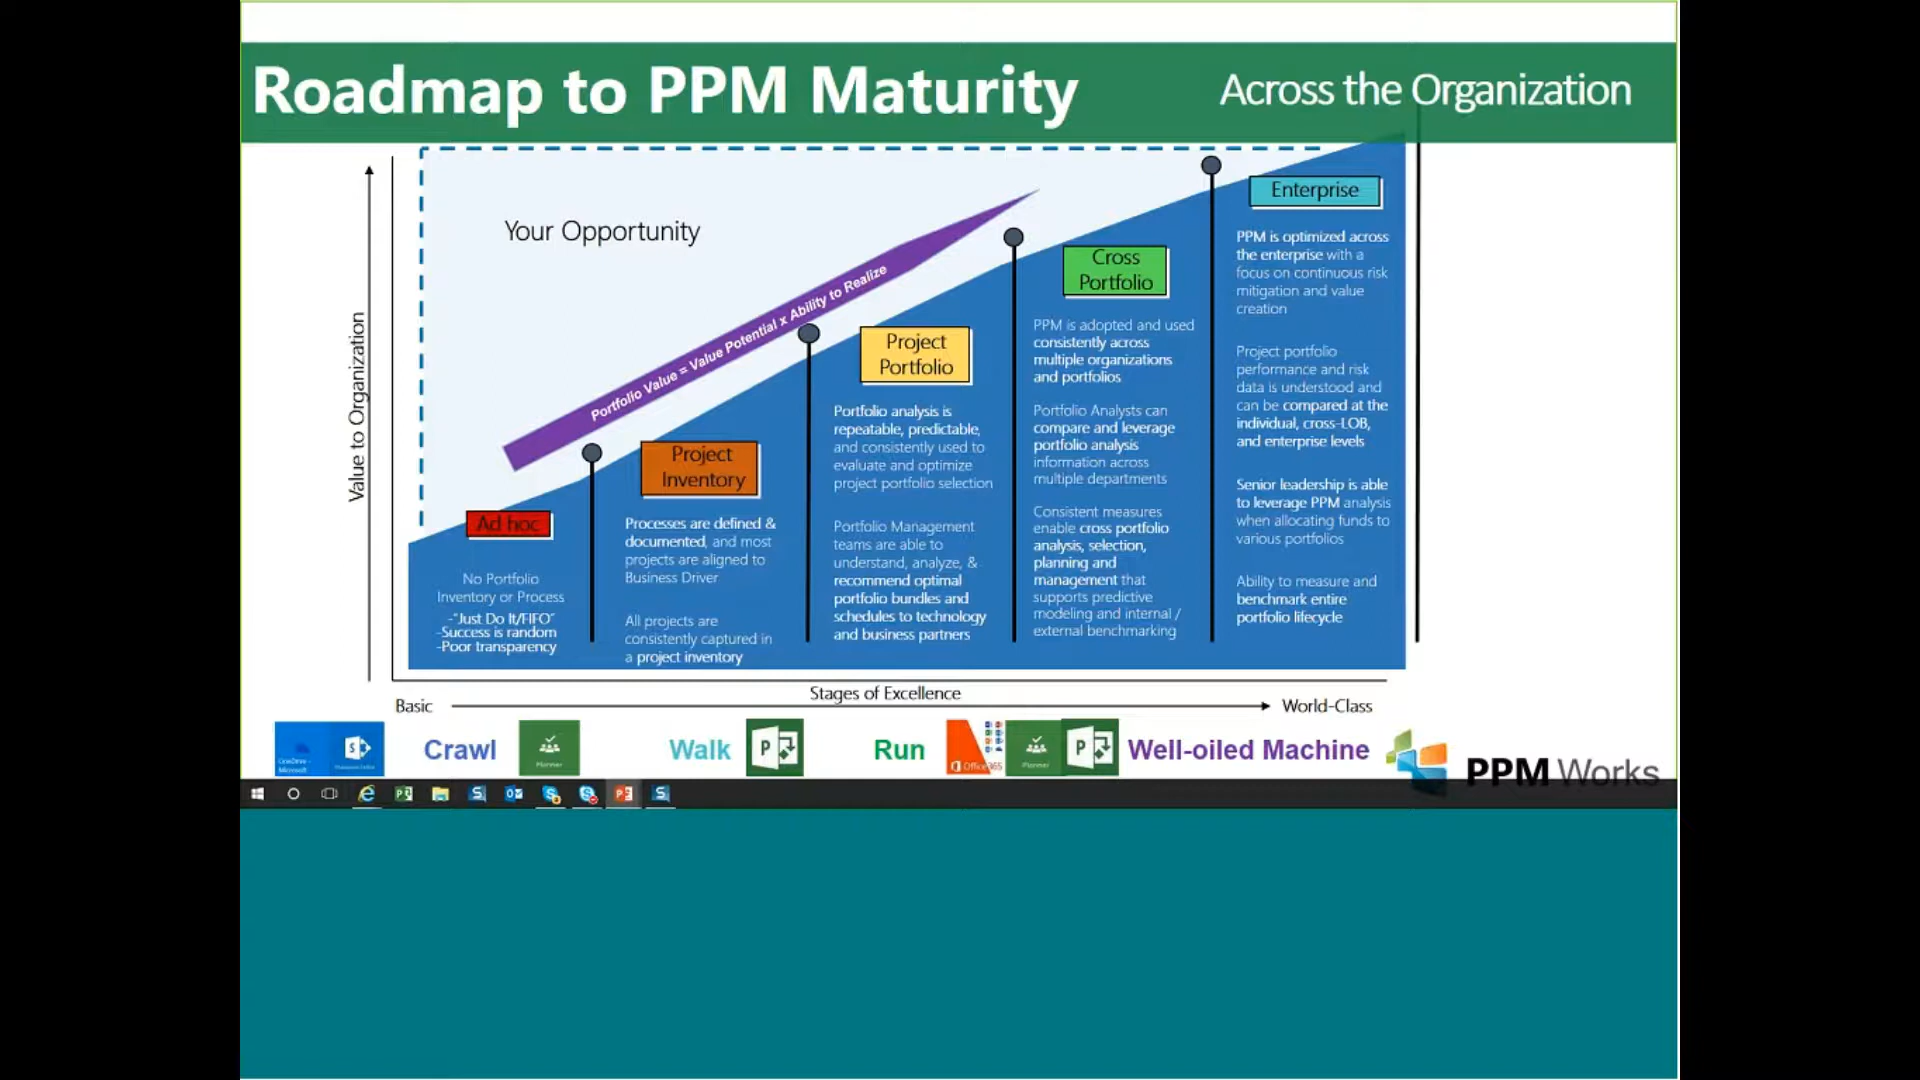 Roadmap to PPM Maturity
Across the Organization
Your Opportunity
Portfolio Value = Value Potential x Ability to Realize
Value to Organization
Ad hoc
No Portfolio
Inventory or Process
-"Just Do It/FIFO"
-Success is random
-Poor transparency
Project
Inventory
Processes are defined &
documented, and most
projects are aligned to
Business Driver
All projects are
consistently captured in
a project inventory
Project
Portfolio
Portfolio analysis is
repeatable, predictable,
and consistently used to
evaluate and optimize
project portfolio selection
Portfolio Management
teams are able to
understand, analyze, &
recommend optimal
portfolio bundles and
schedules to technology
and business partners
Cross
Portfolio
PPM is adopted and used
consistently across
multiple organizations
and portfolios
Portfolio Analysts can
compare and leverage
portfolio analysis
information across
multiple departments
Consistent measures
enable cross portfolio
analysis, selection,
planning and
management that
supports predictive
modeling and internal /
external benchmarking
Enterprise
PPM is optimized across
the enterprise with a
focus on continuous risk
mitigation and value
creation
Project portfolio
performance and risk
data is understood and
can be compared at the
individual, cross-LOB,
and enterprise levels
Senior leadership is able
to leverage PPM analysis
when allocating funds to
various portfolios
Ability to measure and
benchmark entire
portfolio lifecycle
Stages of Excellence
Basic
World-Class
Crawl
Planner
Walk
Run
Office 365
Planner
Well-oiled Machine
PPM Works